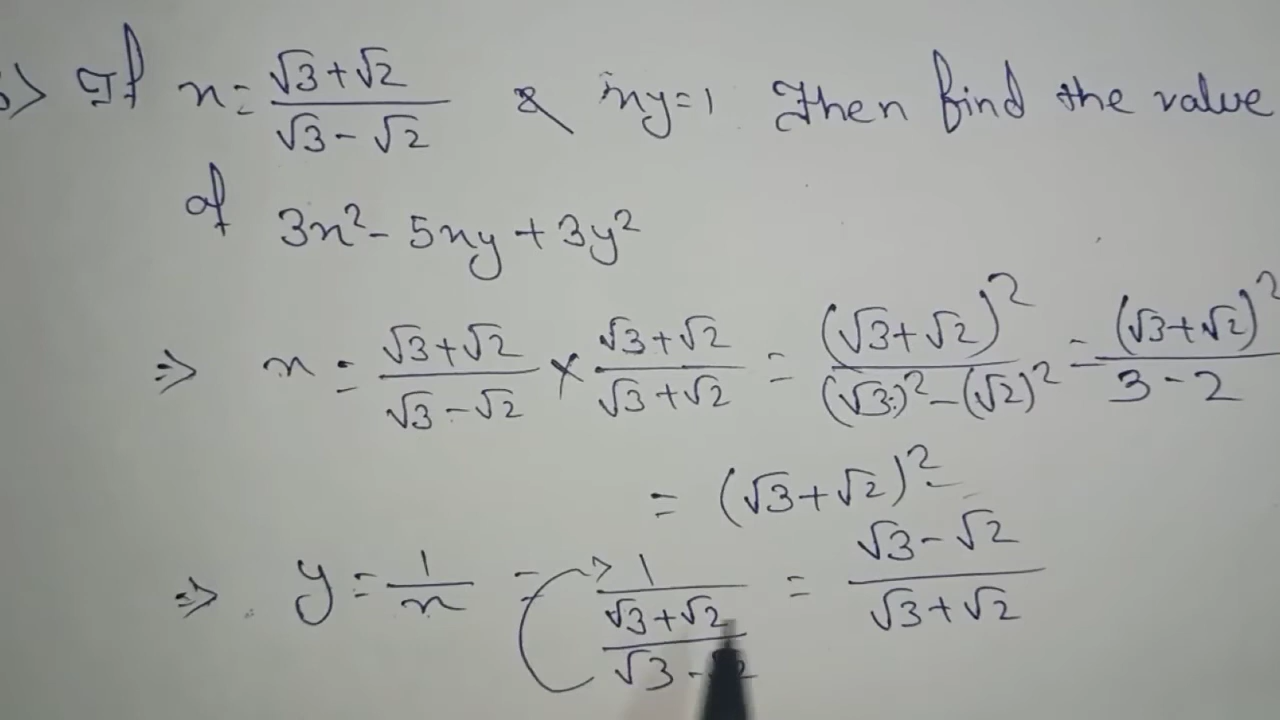 If x = (√3+√2)/(√3-√2) & xy=1 Then find the value
of 3x² - 5xy + 3y²
⇒ x = (√3+√2)/(√3-√2) × (√3+√2)/(√3+√2) = (√3+√2)²/((√3)²-(√2)²) = (√3+√2)²/(3-2)
= (√3+√2)²
⇒ y = 1/x = 1/((√3+√2)/(√3-√2)) = (√3-√2)/(√3+√2)